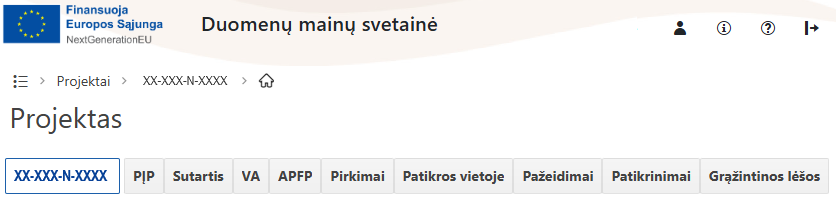 Finansuoja
Europos Sąjunga
NextGenerationEU
Duomenų mainų svetainė
Projektai XX-XXX-N-XXXX
Projektas
XX-XXX-N-XXXX PĮP Sutartis VA APFP Pirkimai Patikros vietoje Pažeidimai Patikrinimai Grąžintinos lėšos